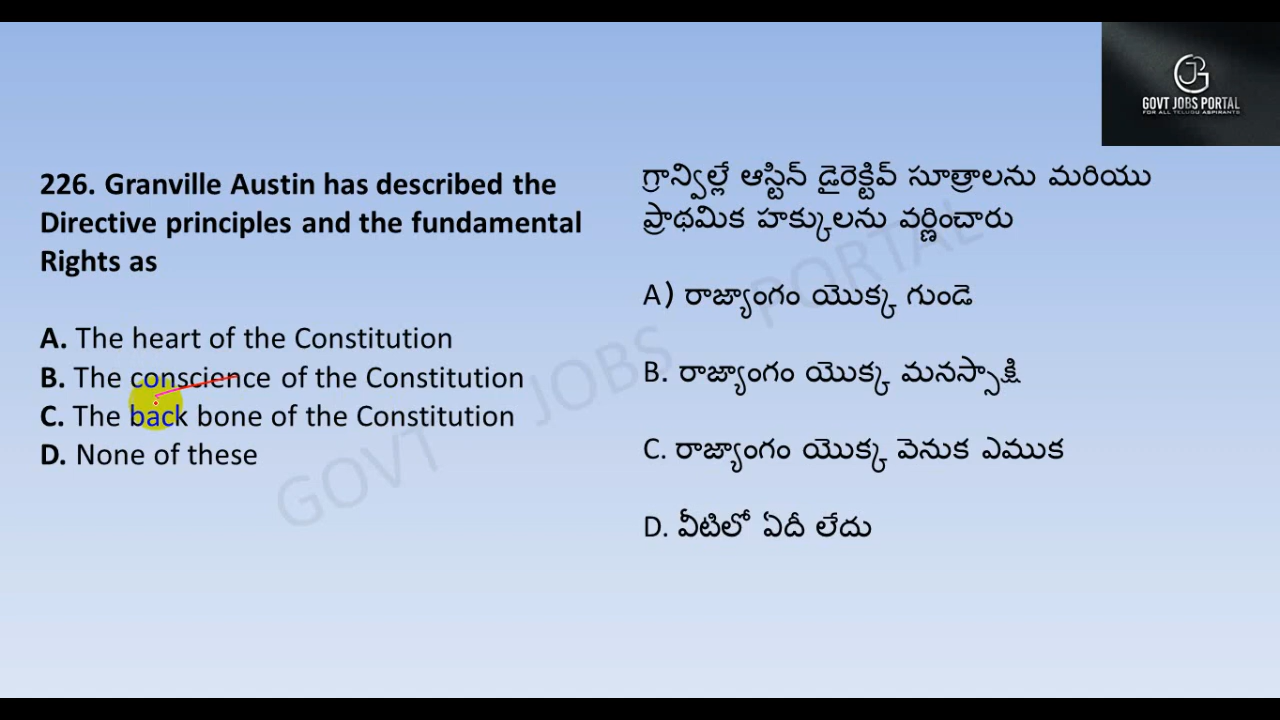 GOVT JOBS PORTAL
FOR ALL TELUGU ASPIRANTS
226. Granville Austin has described the
Directive principles and the fundamental
Rights as
A. The heart of the Constitution
B. The conscience of the Constitution
C. The back bone of the Constitution
D. None of these
గ్రాన్విల్లే ఆస్టిన్ డైరెక్టివ్ సూత్రాలను మరియు
ప్రాథమిక హక్కులను వర్ణించారు
A) రాజ్యాంగం యొక్క గుండె
B. రాజ్యాంగం యొక్క మనస్సాక్షి
C. రాజ్యాంగం యొక్క వెనుక ఎముక
D. వీటిలో ఏదీ లేదు
GOVT JOBS PORTAL